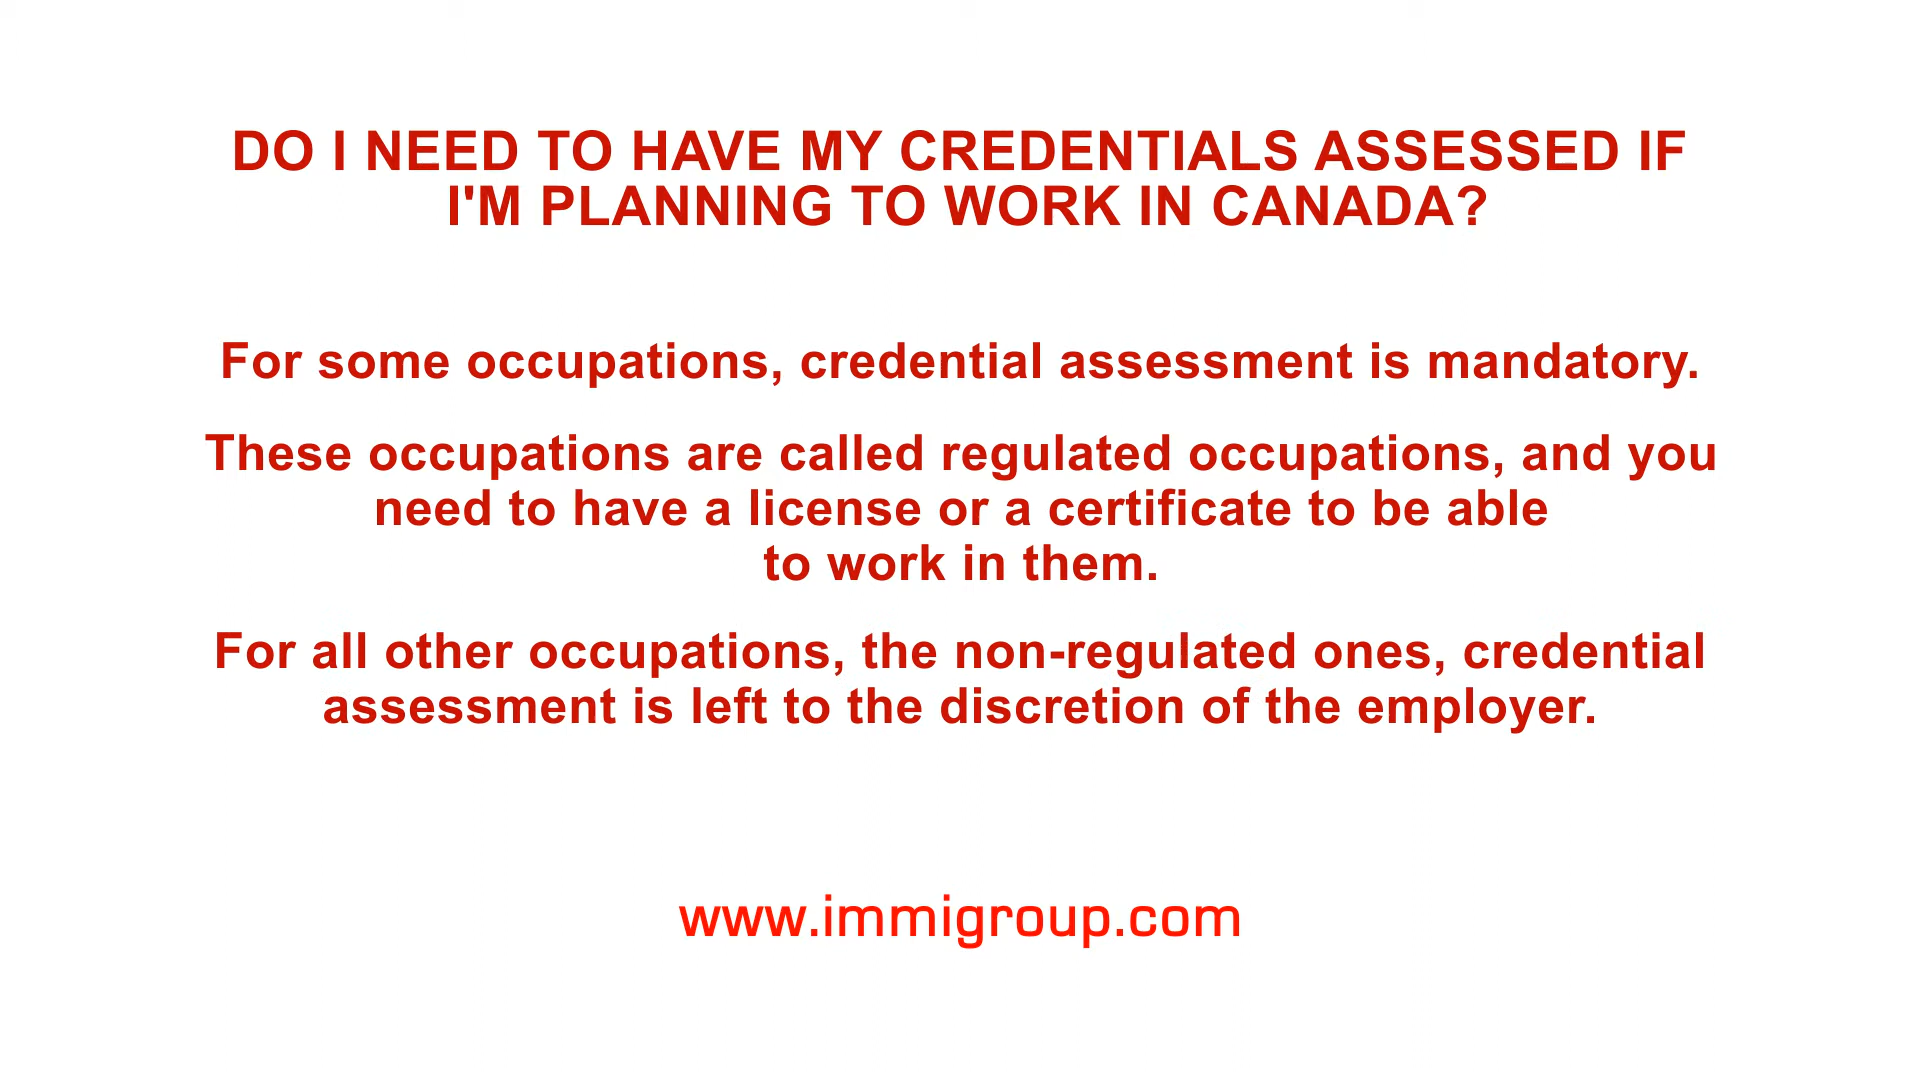 DO I NEED TO HAVE MY CREDENTIALS ASSESSED IF
I'M PLANNING TO WORK IN CANADA?
For some occupations, credential assessment is mandatory.
These occupations are called regulated occupations, and you
need to have a license or a certificate to be able
to work in them.
For all other occupations, the non-regulated ones, credential
assessment is left to the discretion of the employer.
www.immigroup.com